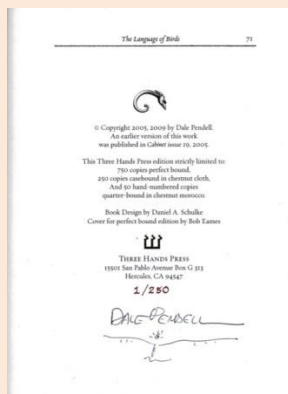 The Language of Birds 71
© Copyright 2005, 2009 by Dale Pendell.
An earlier version of this work
was published in Cabinet issue 19, 2005.
This Three Hands Press edition strictly limited to:
750 copies perfect bound,
250 copies casebound in chestnut cloth,
And 50 hand-numbered copies
quarter-bound in chestnut morocco.
Book Design by Daniel A. Schulke
Cover for perfect bound edition by Bob Eames
THREE HANDS PRESS
15501 San Pablo Avenue Box G 313
Hercules, CA 94547
1/250
DALE PENDELL